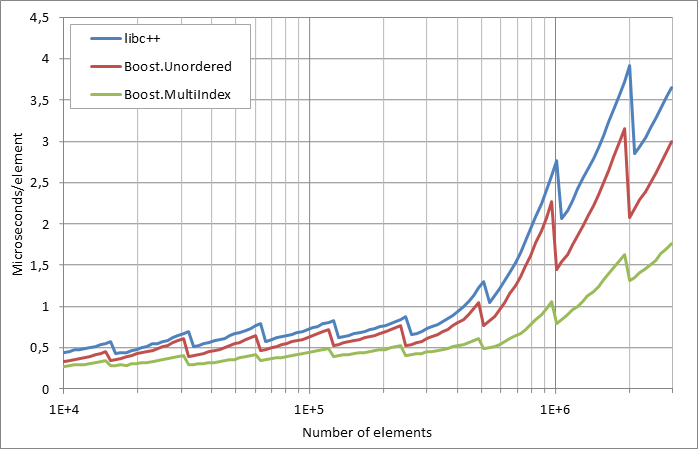 4,5
4
3,5
3
2,5
2
1,5
1
0,5
0
Microseconds/element
libc++
Boost.Unordered
Boost.MultiIndex
1E+4
1E+5
1E+6
Number of elements